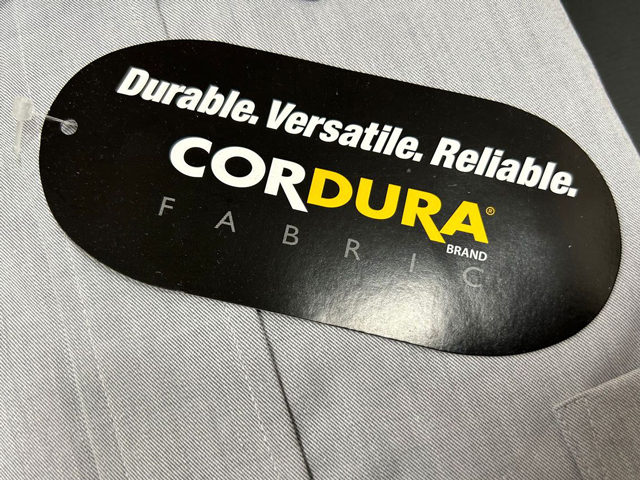 Durable. Versatile. Reliable.
CORDURA®
BRAND
FABRIC